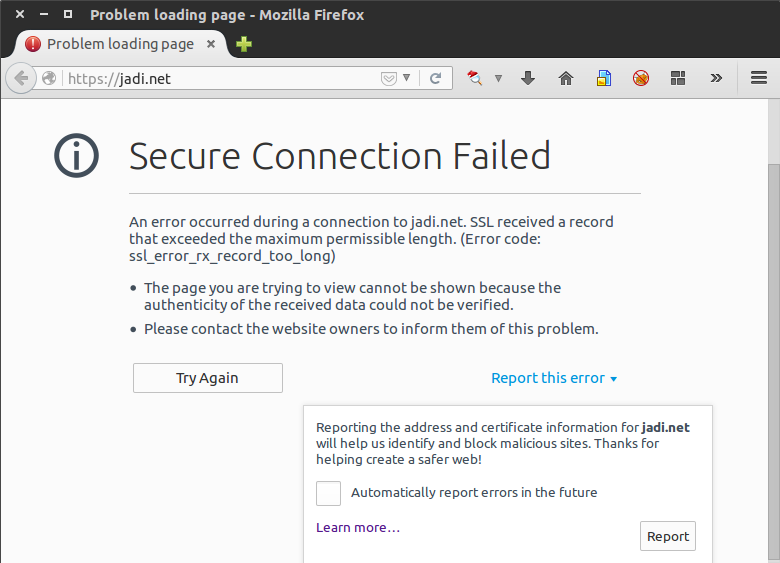 Problem loading page - Mozilla Firefox
Problem loading page
https://jadi.net
Secure Connection Failed
An error occurred during a connection to jadi.net. SSL received a record
that exceeded the maximum permissible length. (Error code:
ssl_error_rx_record_too_long)
• The page you are trying to view cannot be shown because the
authenticity of the received data could not be verified.
• Please contact the website owners to inform them of this problem.
Try Again
Report this error
Reporting the address and certificate information for jadi.net
will help us identify and block malicious sites. Thanks for
helping create a safer web!
Automatically report errors in the future
Learn more…
Report